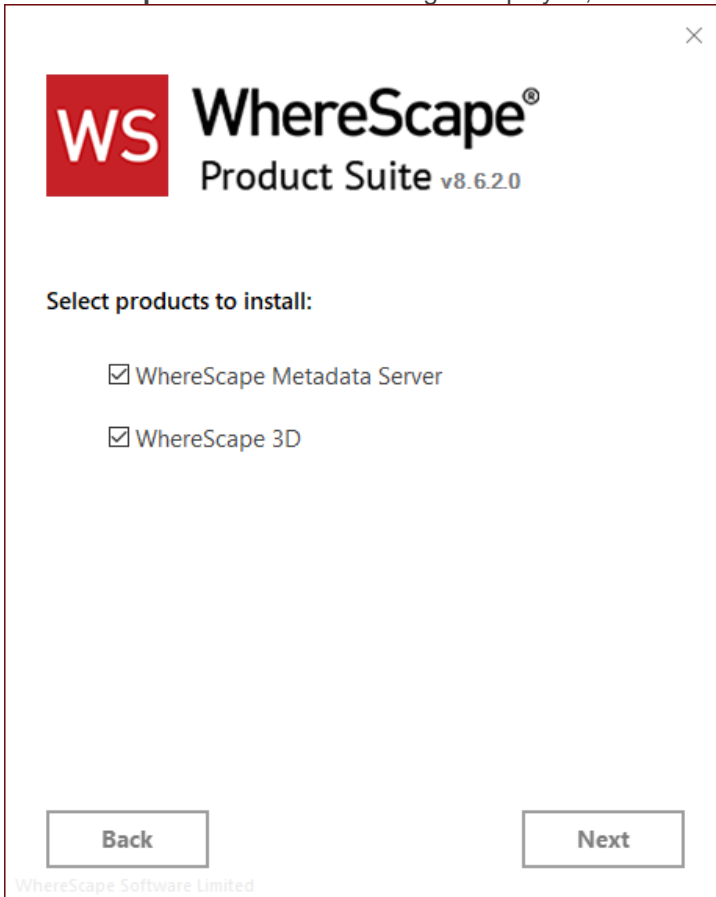 WS WhereScape®
Product Suite v8.6.2.0
Select products to install:
WhereScape Metadata Server
WhereScape 3D
Back Next
WhereScape Software Limited